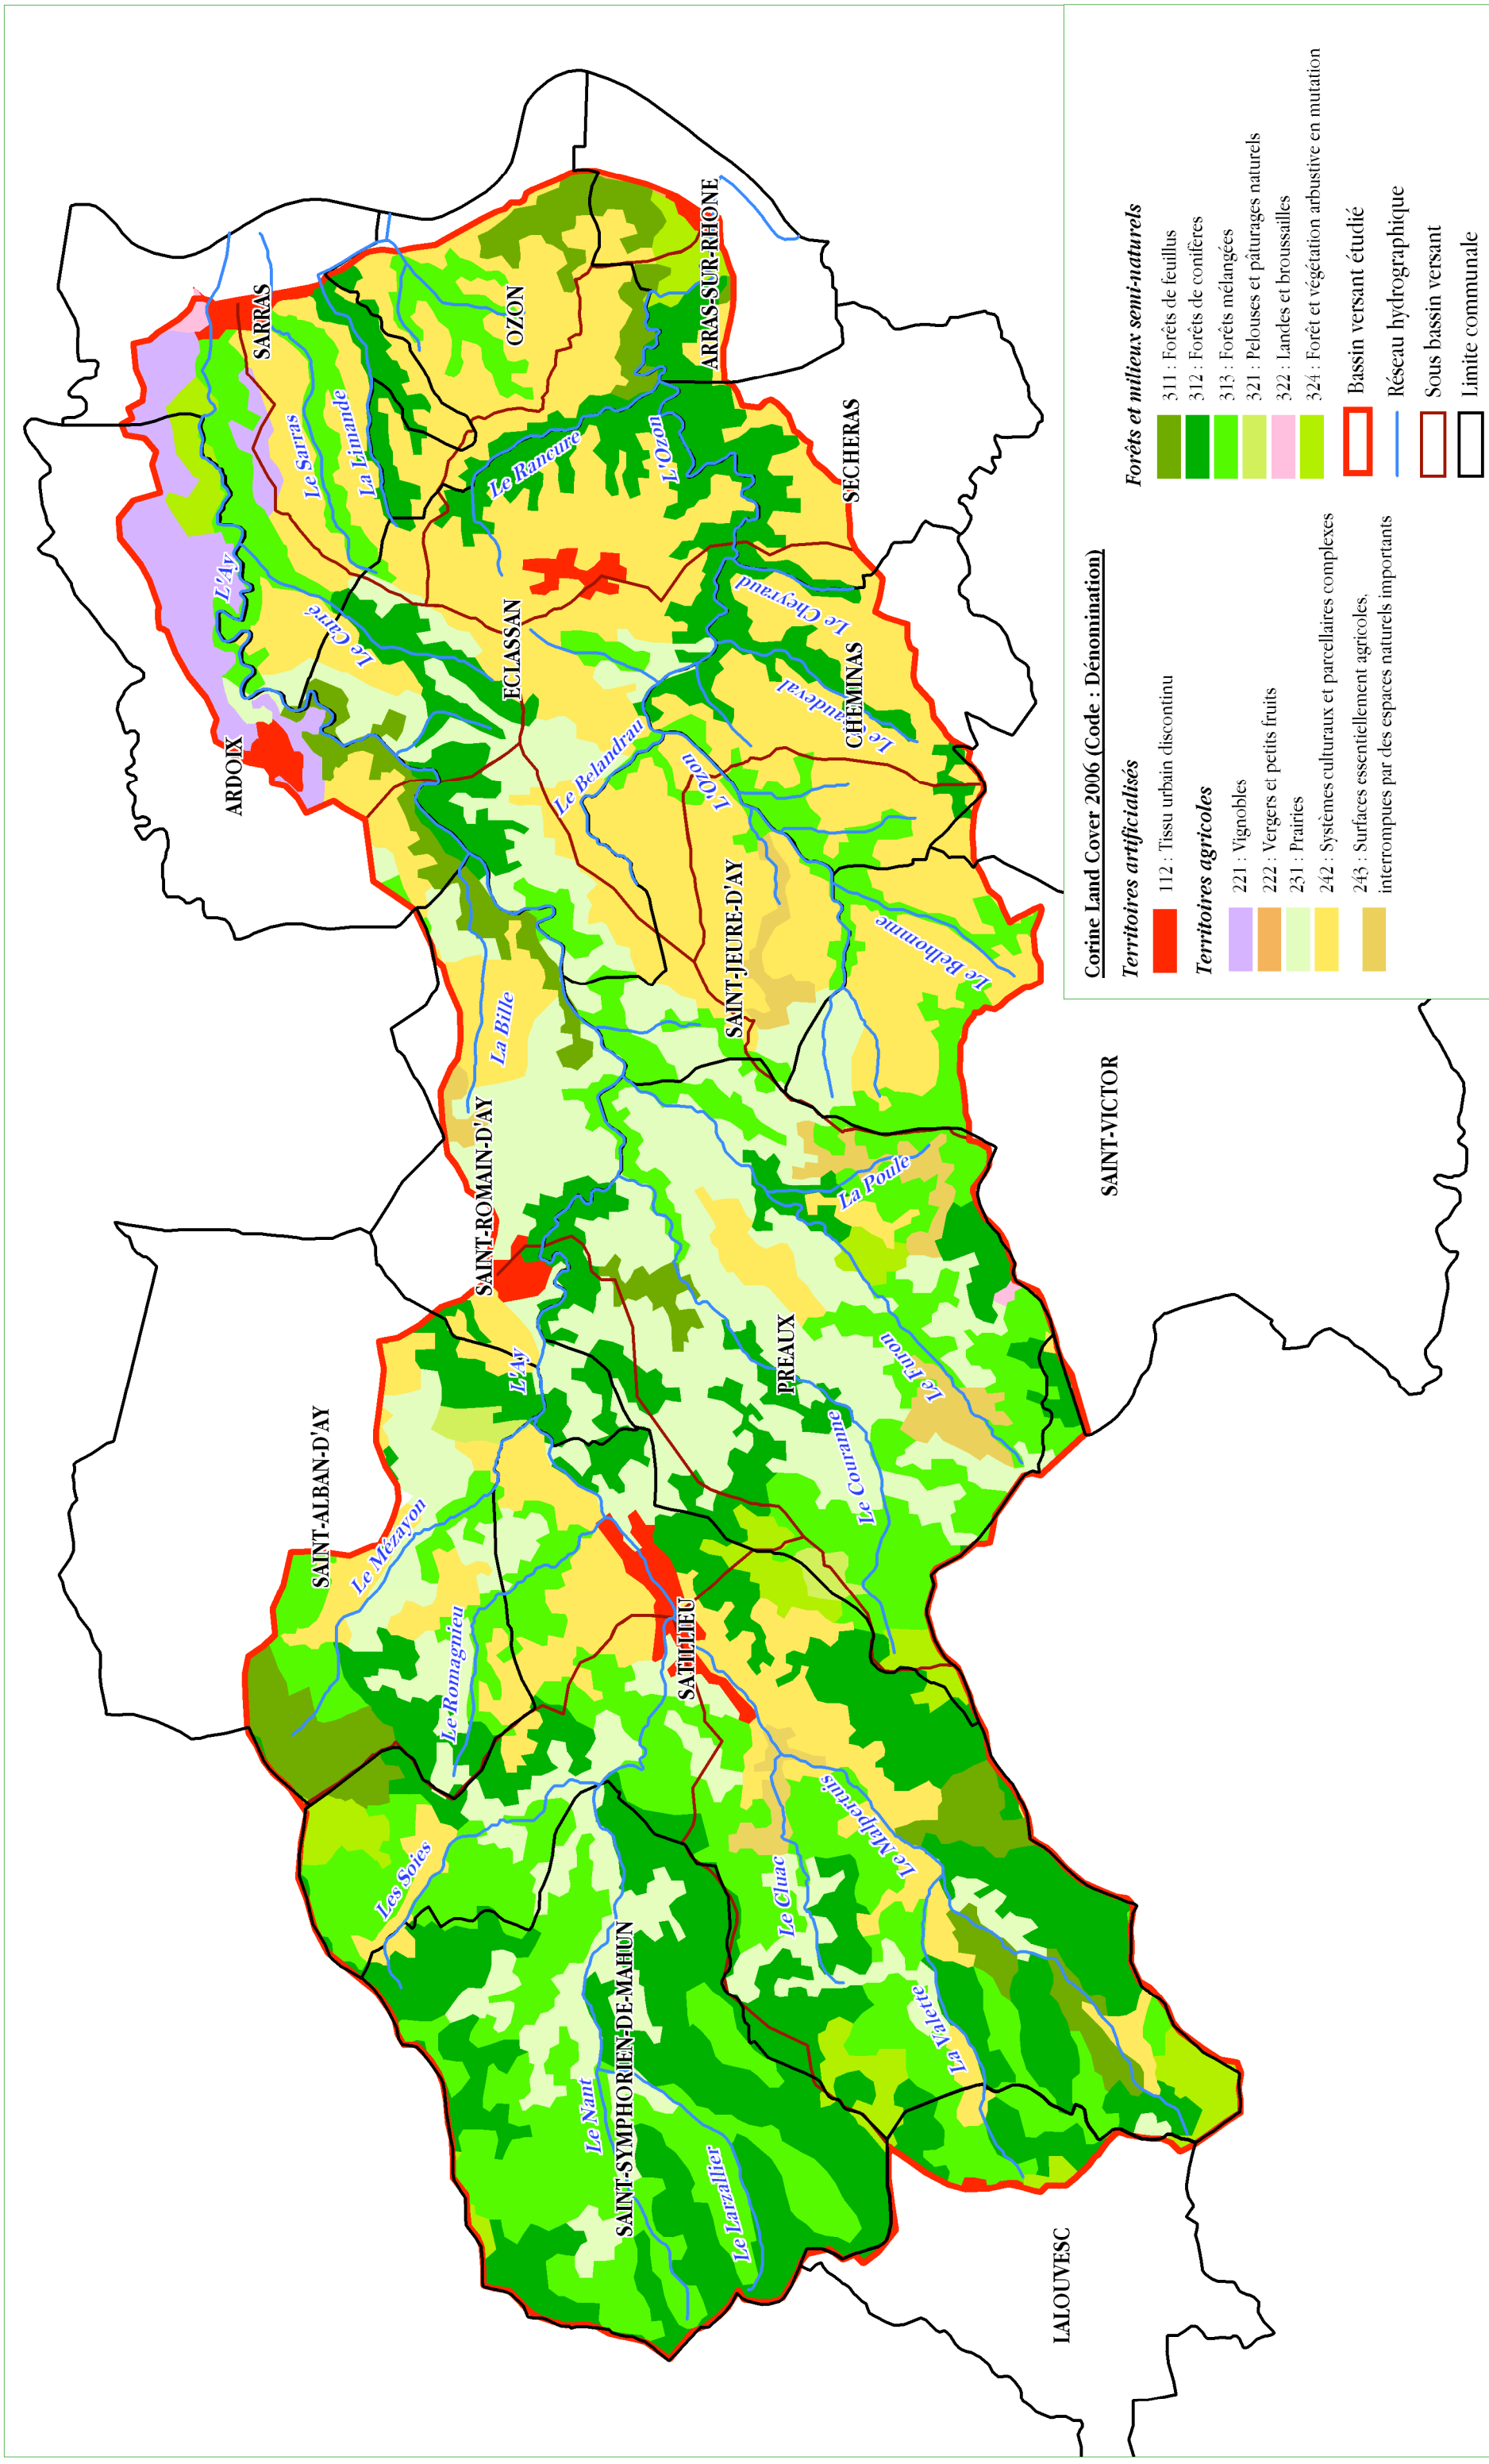 SARRAS
ARDOIX
OZON
ARRAS-SUR-RHONE
SECHERAS
ECLASSAN
CHEMINAS
SAINT-JEURE-D'AY
SAINT-ROMAIN-D'AY
SAINT-VICTOR
SAINT-ALBAN-D'AY
PREAUX
SATILLIEU
SAINT-SYMPHORIEN-DE-MAHUN
LALOUVESC
L'Ay
Le Sarras
La Limande
Le Carré
Le Rancure
L'Ozon
Le Cheyraud
Le Belandrau
L'Ozon
Le Belhomme
La Bille
La Poule
L'Ay
Le Furon
Le Couranne
Le Mézayon
Le Romagnieu
Les Soies
Le Malpertuis
Le Cluac
La Valette
Le Nant
Le Larzallier
Corine Land Cover 2006 (Code : Dénomination)
Territoires artificialisés
112 : Tissu urbain discontinu
Territoires agricoles
221 : Vignobles
222 : Vergers et petits fruits
231 : Prairies
242 : Systèmes culturaux et parcellaires complexes
243 : Surfaces essentiellement agricoles,
interrompues par des espaces naturels importants
Forêts et milieux semi-naturels
311 : Forêts de feuillus
312 : Forêts de conifères
313 : Forêts mélangées
321 : Pelouses et pâturages naturels
322 : Landes et broussailles
324 : Forêt et végétation arbustive en mutation
Bassin versant étudié
Réseau hydrographique
Sous bassin versant
Limite communale